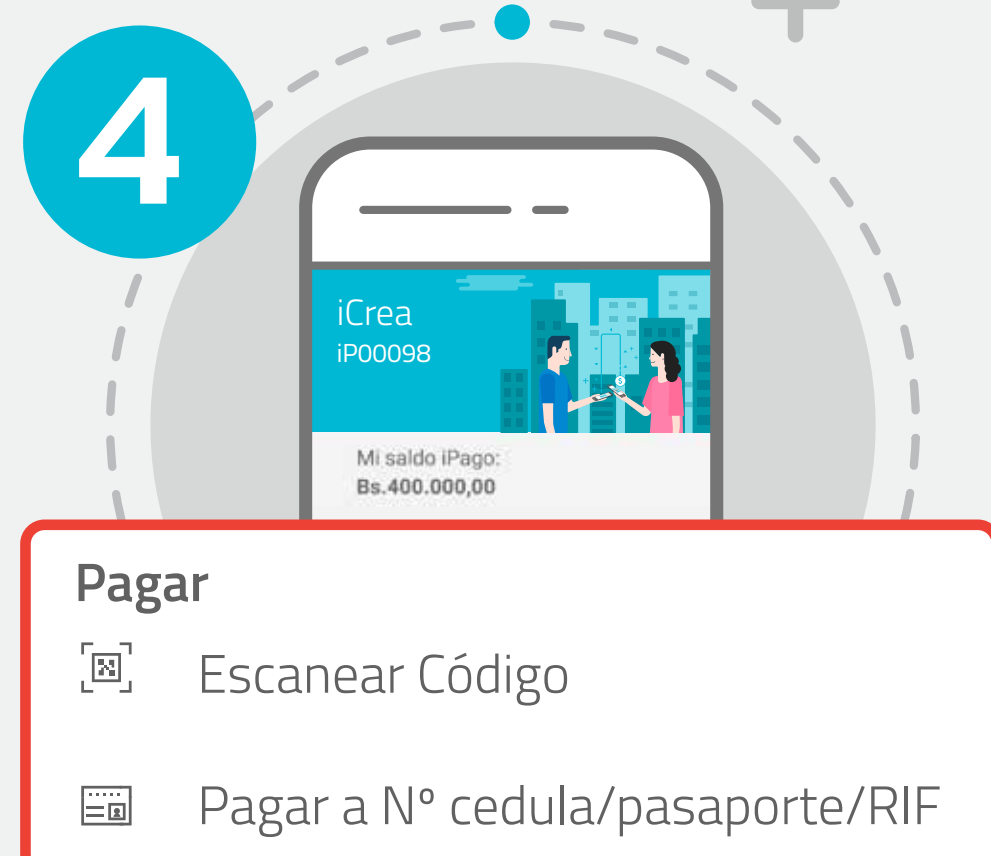 4
iCrea
iP00098
Mi saldo iPago:
Bs.400.000,00
Pagar
Escanear Código
Pagar a Nº cedula/pasaporte/RIF